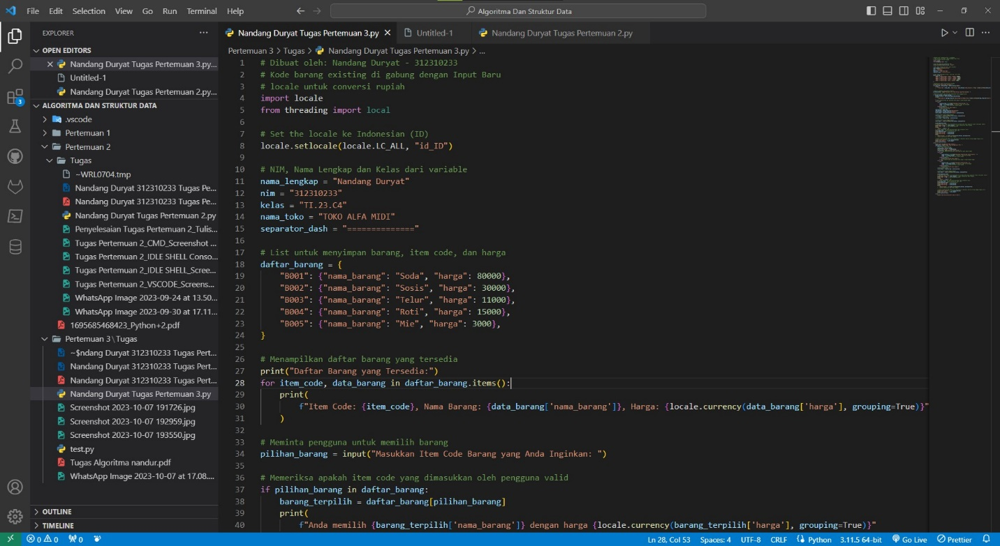 File Edit Selection View Go Run Terminal Help
Algoritma Dan Struktur Data
EXPLORER
OPEN EDITORS
Nandang Duryat Tugas Pertemuan 3.py...
Untitled-1
Nandang Duryat Tugas Pertemuan 2.py...
ALGORITMA DAN STRUKTUR DATA
.vscode
Pertemuan 1
Pertemuan 2
Tugas
~WRL0704.tmp
Nandang Duryat 312310233 Tugas Pe...
Nandang Duryat 312310233 Tugas Pe...
Nandang Duryat Tugas Pertemuan 2.py
Penyelesaian Tugas Pertemuan 2_Tulis...
Tugas Pertemuan 2_CMD_Screenshot ...
Tugas Pertemuan 2_IDLE SHELL Conso...
Tugas Pertemuan 2_IDLE SHELL_Scree...
Tugas Pertemuan 2_VSCODE_Screens...
WhatsApp Image 2023-09-24 at 13.50...
WhatsApp Image 2023-09-30 at 17.11...
1695685468423_Python+2.pdf
Pertemuan 3\Tugas
~$ndang Duryat 312310233 Tugas Pert...
Nandang Duryat 312310233 Tugas Pert...
Nandang Duryat 312310233 Tugas Pert...
Nandang Duryat Tugas Pertemuan 3.py
Screenshot 2023-10-07 191726.jpg
Screenshot 2023-10-07 192959.jpg
Screenshot 2023-10-07 193550.jpg
test.py
Tugas Algoritma nandur.pdf
WhatsApp Image 2023-10-07 at 17.08....
OUTLINE
TIMELINE
3
Nandang Duryat Tugas Pertemuan 3.py Untitled-1 Nandang Duryat Tugas Pertemuan 2.py
Pertemuan 3 > Tugas > Nandang Duryat Tugas Pertemuan 3.py > ...
1 # Dibuat oleh: Nandang Duryat - 312310233
2 # Kode barang existing di gabung dengan Input Baru
3 # locale untuk conversi rupiah
4 import locale
5 from threading import local
6
7 # Set the locale ke Indonesian (ID)
8 locale.setlocale(locale.LC_ALL, "id_ID")
9
10 # NIM, Nama Lengkap dan Kelas dari variable
11 nama_lengkap = "Nandang Duryat"
12 nim = "312310233"
13 kelas = "TI.23.C4"
14 nama_toko = "TOKO ALFA MIDI"
15 separator_dash = "=============="
16
17 # List untuk menyimpan barang, item code, dan harga
18 daftar_barang = {
19 "B001": {"nama_barang": "Soda", "harga": 80000},
20 "B002": {"nama_barang": "Sosis", "harga": 30000},
21 "B003": {"nama_barang": "Telur", "harga": 11000},
22 "B004": {"nama_barang": "Roti", "harga": 15000},
23 "B005": {"nama_barang": "Mie", "harga": 3000},
24 }
25
26 # Menampilkan daftar barang yang tersedia
27 print("Daftar Barang yang Tersedia:")
28 for item_code, data_barang in daftar_barang.items():
29 print(
30 f"Item Code: {item_code}, Nama Barang: {data_barang['nama_barang']}, Harga: {locale.currency(data_barang['harga'], grouping=True)}"
31 )
32
33 # Meminta pengguna untuk memilih barang
34 pilihan_barang = input("Masukkan Item Code Barang yang Anda Inginkan: ")
35
36 # Memeriksa apakah item code yang dimasukkan oleh pengguna valid
37 if pilihan_barang in daftar_barang:
38 barang_terpilih = daftar_barang[pilihan_barang]
39 print(
40 f"Anda memilih {barang_terpilih['nama_barang']} dengan harga {locale.currency(barang_terpilih['harga'], grouping=True)}"
0 0 0 Ln 28, Col 53 Spaces: 4 UTF-8 CRLF Python 3.11.5 64-bit Go Live Prettier